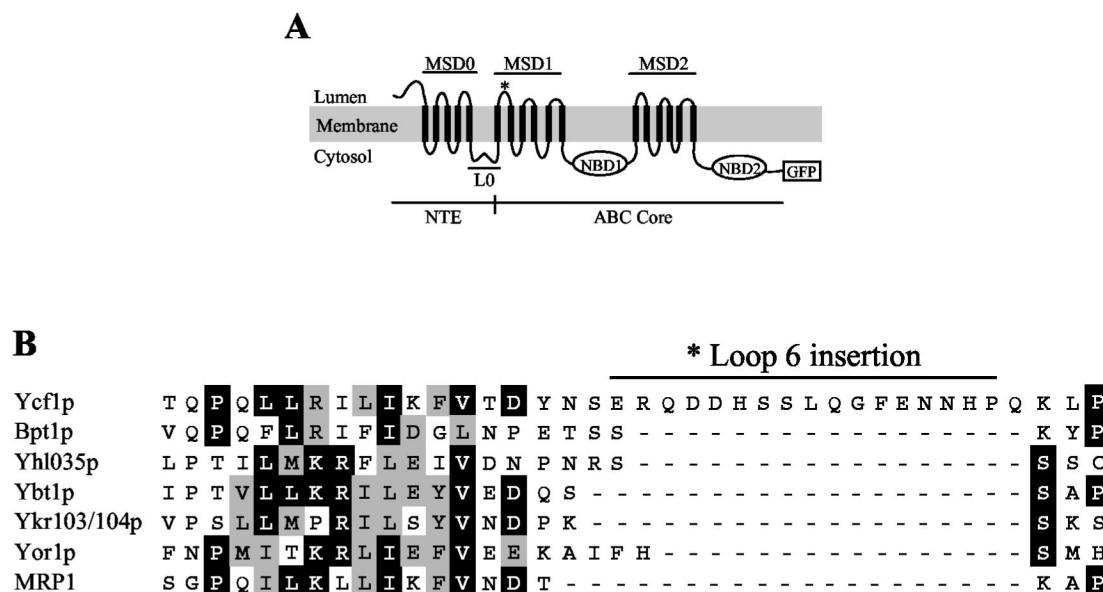 A
MSD0 MSD1 MSD2
*
Lumen
Membrane
Cytosol
L0 NBD1 NBD2 GFP
NTE ABC Core
B
* Loop 6 insertion
Ycf1p T Q P Q L L R I L I K F V T D Y N S E R Q D D H S S L Q G F E N N H P Q K L P
Bpt1p V Q P Q F L R I F I D G L N P E T S S - - - - - - - - - - - - - - - - - K Y P
Yhl035p L P T I L M K R F L E I V D N P N R S - - - - - - - - - - - - - - - - - S S C
Ybt1p I P T V L L K R I L E Y V E D Q S - - - - - - - - - - - - - - - - - - - S A P
Ykr103/104p V P S L L M P R I L S Y V N D P K - - - - - - - - - - - - - - - - - - - S K S
Yor1p F N P M I T K R L I E F V E E K A I F H - - - - - - - - - - - - - - - - S M H
MRP1 S G P Q I L K L L I K F V N D T - - - - - - - - - - - - - - - - - - - - K A P